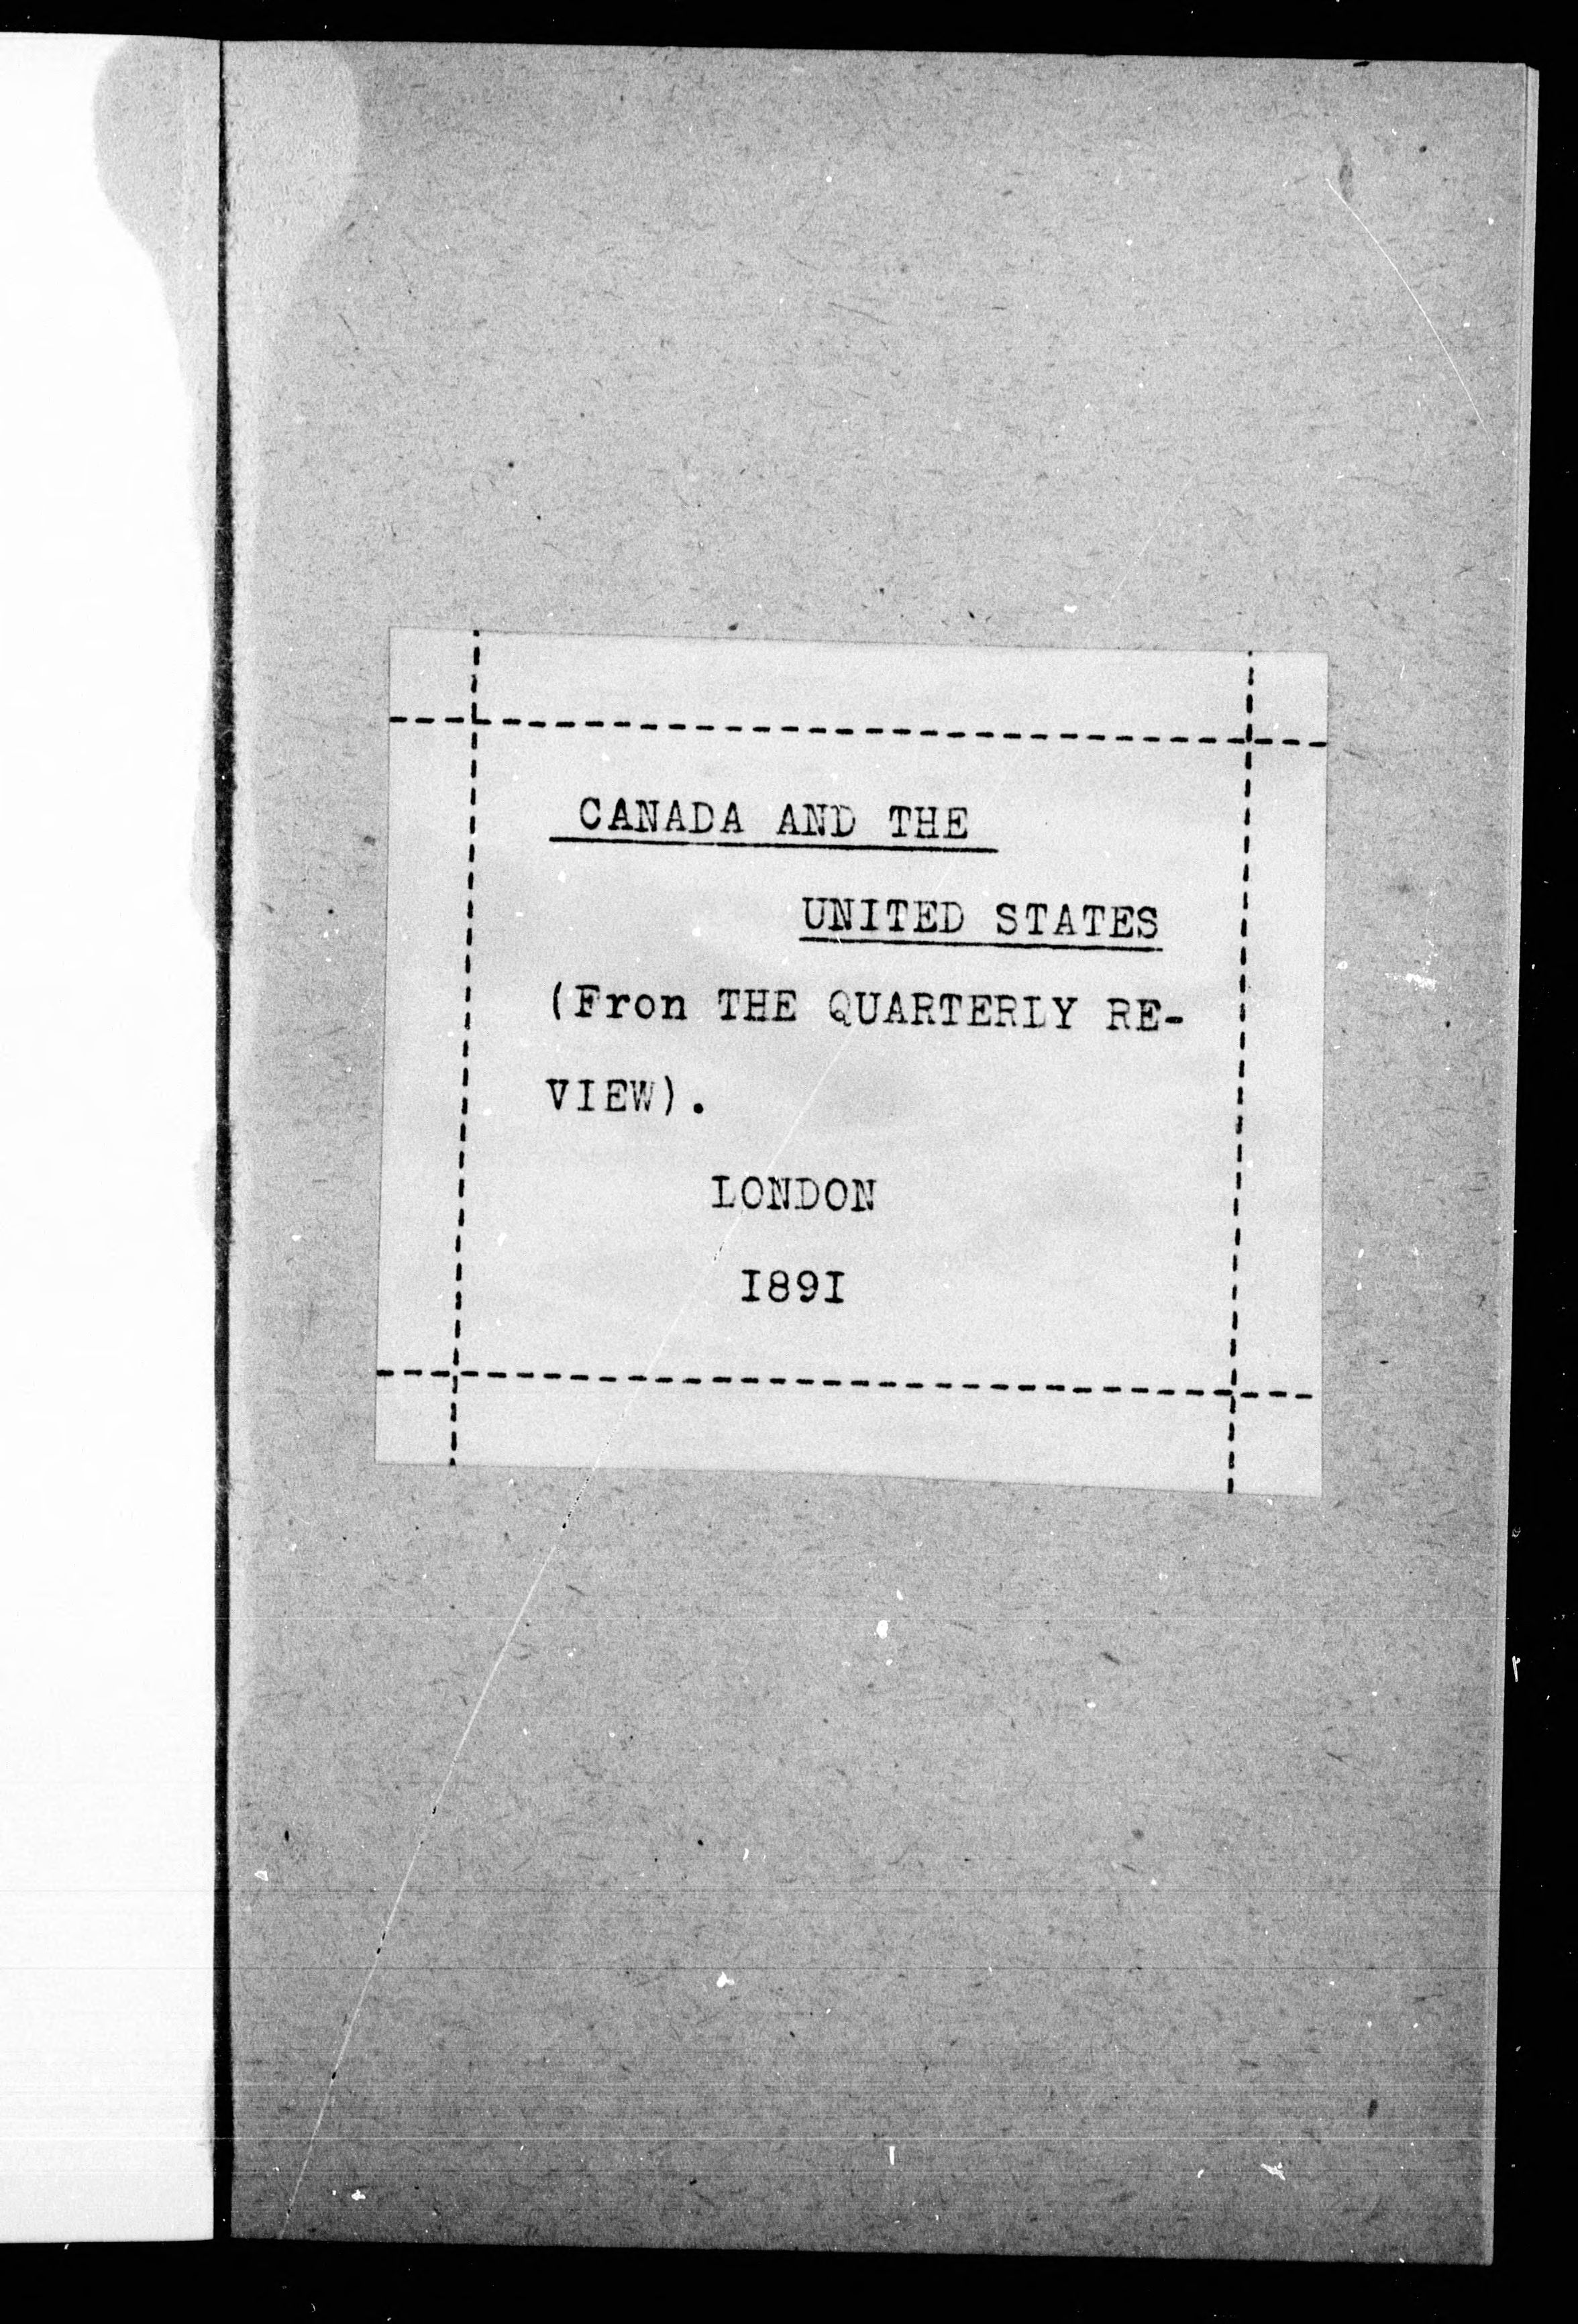 CANADA AND THE
UNITED STATES
(Fron THE QUARTERLY RE-
VIEW).
LONDON
I89I